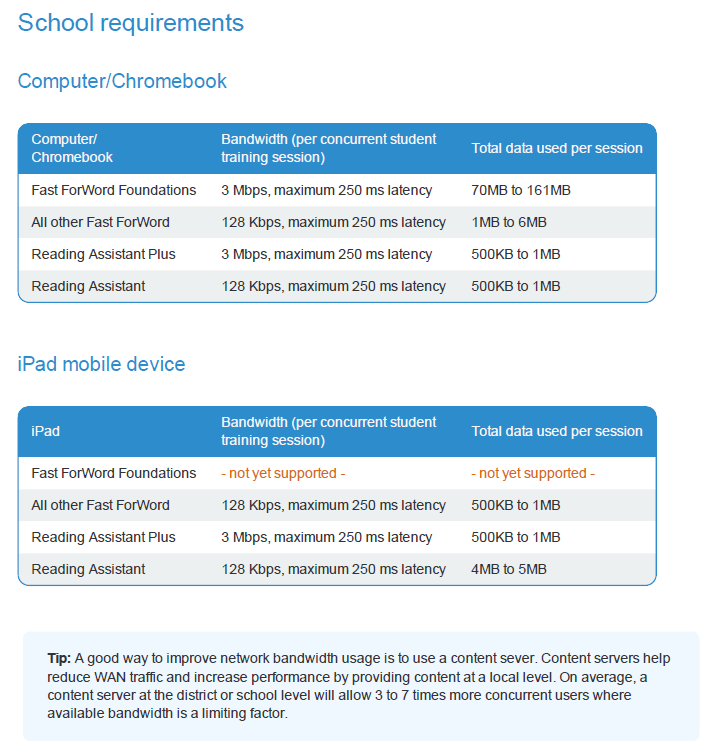 School requirements
Computer/Chromebook
Computer/
Chromebook
Bandwidth (per concurrent student
training session)
Total data used per session
Fast ForWord Foundations 3 Mbps, maximum 250 ms latency 70MB to 161MB
All other Fast ForWord 128 Kbps, maximum 250 ms latency 1MB to 6MB
Reading Assistant Plus 3 Mbps, maximum 250 ms latency 500KB to 1MB
Reading Assistant 128 Kbps, maximum 250 ms latency 500KB to 1MB
iPad mobile device
iPad
Bandwidth (per concurrent student
training session)
Total data used per session
Fast ForWord Foundations - not yet supported - - not yet supported -
All other Fast ForWord 128 Kbps, maximum 250 ms latency 500KB to 1MB
Reading Assistant Plus 3 Mbps, maximum 250 ms latency 500KB to 1MB
Reading Assistant 128 Kbps, maximum 250 ms latency 4MB to 5MB
Tip: A good way to improve network bandwidth usage is to use a content sever. Content servers help
reduce WAN traffic and increase performance by providing content at a local level. On average, a
content server at the district or school level will allow 3 to 7 times more concurrent users where
available bandwidth is a limiting factor.